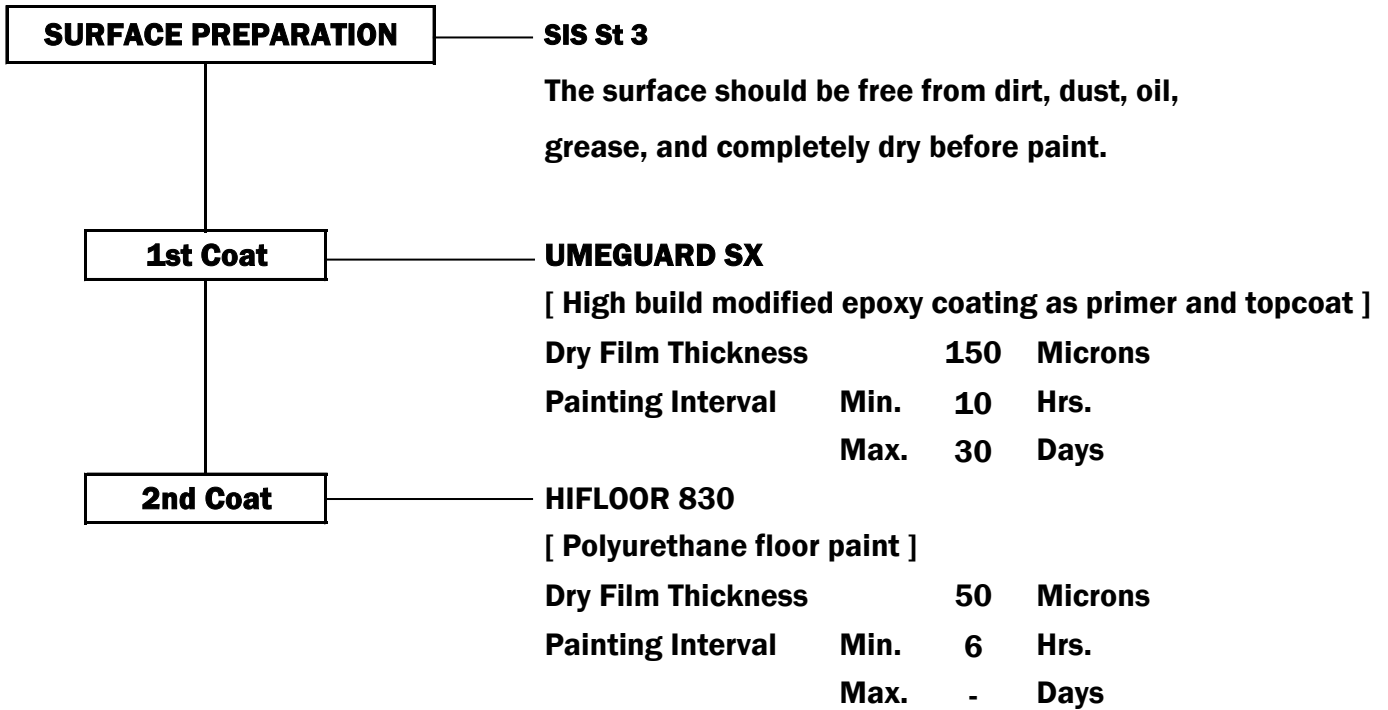 SURFACE PREPARATION SIS St 3
The surface should be free from dirt, dust, oil,
grease, and completely dry before paint.
1st Coat UMEGUARD SX
[ High build modified epoxy coating as primer and topcoat ]
Dry Film Thickness 150 Microns
Painting Interval Min. 10 Hrs.
Max. 30 Days
2nd Coat HIFLOOR 830
[ Polyurethane floor paint ]
Dry Film Thickness 50 Microns
Painting Interval Min. 6 Hrs.
Max. - Days